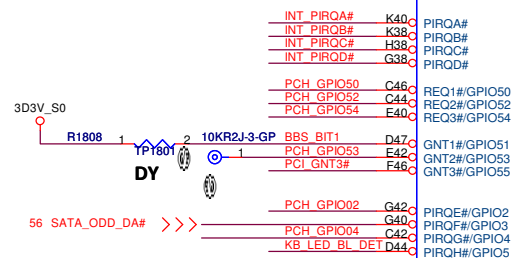 INT_PIRQA# K40 PIRQA#
INT_PIRQB# K38 PIRQB#
INT_PIRQC# H38 PIRQC#
INT_PIRQD# G38 PIRQD#
PCH_GPIO50 C46 REQ1#/GPIO50
PCH_GPIO52 C44 REQ2#/GPIO52
PCH_GPIO54 E40 REQ3#/GPIO54
3D3V_S0
R1808 1 2 10KR2J-3-GP BBS_BIT1 D47 GNT1#/GPIO51
TP1801 1 PCH_GPIO53 E42 GNT2#/GPIO53
DY PCI_GNT3# F46 GNT3#/GPIO55
PCH_GPIO02 G42 PIRQE#/GPIO2
56 SATA_ODD_DA# G40 PIRQF#/GPIO3
PCH_GPIO04 C42 PIRQG#/GPIO4
KB_LED_BL_DET D44 PIRQH#/GPIO5